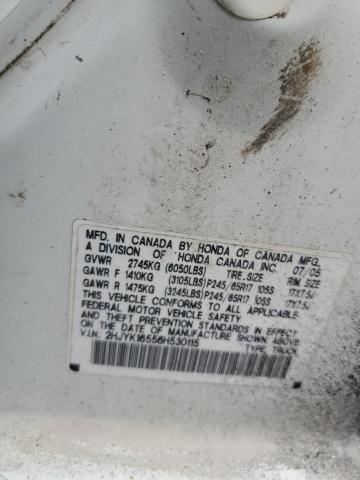 MFD. IN CANADA BY HONDA OF CANADA MFG.
A DIVISION OF HONDA CANADA INC. 07/05
GVWR 2745KG (6050LBS) TIRE SIZE RIM SIZE
GAWR F 1410KG (3105LBS) P245/65R17 105S 17X7.5J
GAWR R 1475KG (3245LBS) P245/65R17 105S 17X7.5J
THIS VEHICLE CONFORMS TO ALL APPLICABLE
FEDERAL MOTOR VEHICLE SAFETY
AND THEFT PREVENTION STANDARDS IN EFFECT
ON THE DATE OF MANUFACTURE SHOWN ABOVE.
V.I.N.: 2HJYK16556H530115 TYPE: TRUCK